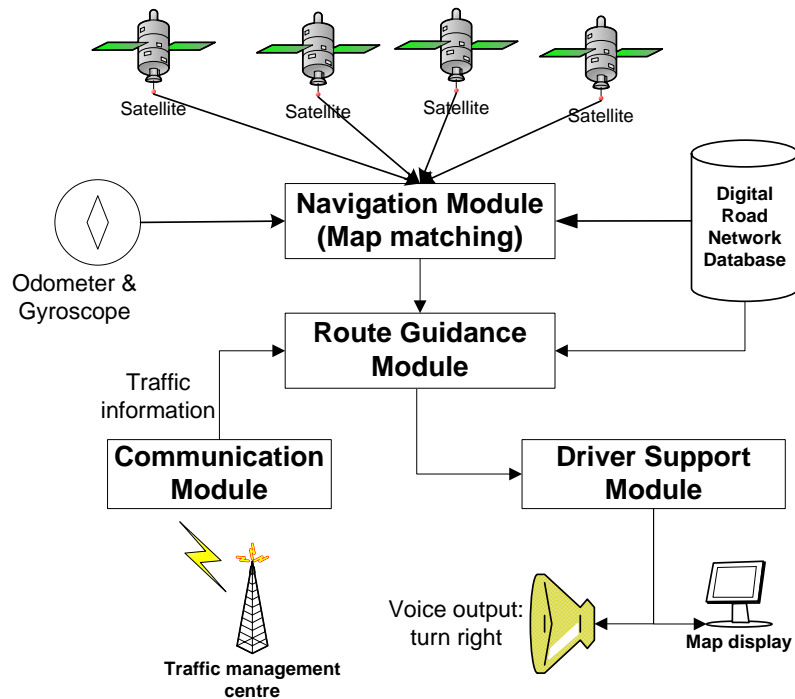 Satellite
Satellite
Satellite
Satellite
Navigation Module
(Map matching)
Digital
Road
Network
Database
Odometer &
Gyroscope
Route Guidance
Module
Traffic
information
Communication
Module
Driver Support
Module
Voice output:
turn right
Map display
Traffic management
centre